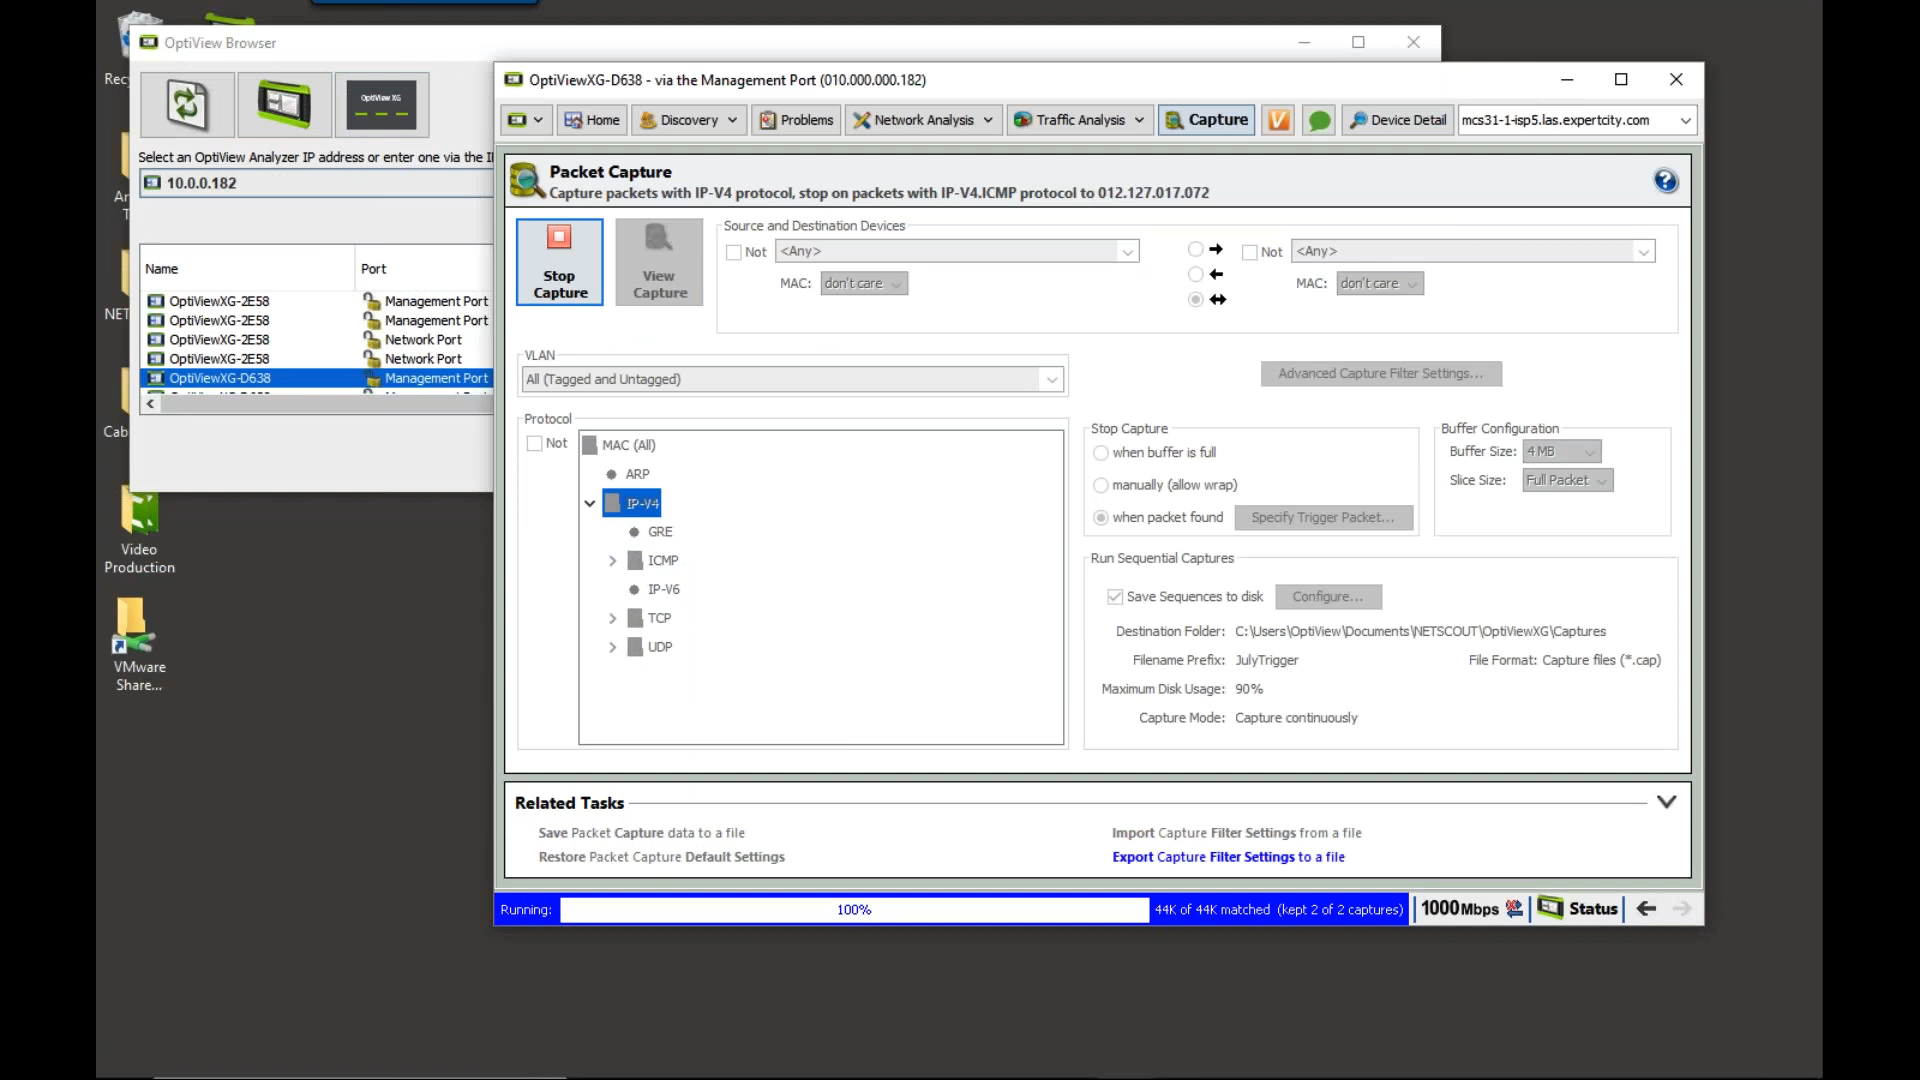 Recy
An
T
NET
Cab
Video
Production
VMware
Share...
OptiView Browser
OptiView XG
Select an OptiView Analyzer IP address or enter one via the I
10.0.0.182
Name Port
OptiViewXG-2E58 Management Port
OptiViewXG-2E58 Management Port
OptiViewXG-2E58 Network Port
OptiViewXG-2E58 Network Port
OptiViewXG-D638 Management Port
OptiViewXG-D638 - via the Management Port (010.000.000.182)
Home Discovery Problems Network Analysis Traffic Analysis Capture Device Detail mcs31-1-isp5.las.expertcity.com
Packet Capture
Capture packets with IP-V4 protocol, stop on packets with IP-V4.ICMP protocol to 012.127.017.072
Stop
Capture
View
Capture
Source and Destination Devices
Not <Any> Not <Any>
MAC: don't care MAC: don't care
VLAN
All (Tagged and Untagged)
Advanced Capture Filter Settings...
Protocol
Not
MAC (All)
ARP
IP-V4
GRE
ICMP
IP-V6
TCP
UDP
Stop Capture
when buffer is full
manually (allow wrap)
when packet found Specify Trigger Packet...
Buffer Configuration
Buffer Size: 4 MB
Slice Size: Full Packet
Run Sequential Captures
Save Sequences to disk Configure...
Destination Folder: C:\Users\OptiView\Documents\NETSCOUT\OptiViewXG\Captures
Filename Prefix: JulyTrigger File Format: Capture files (*.cap)
Maximum Disk Usage: 90%
Capture Mode: Capture continuously
Related Tasks
Save Packet Capture data to a file
Restore Packet Capture Default Settings
Import Capture Filter Settings from a file
Export Capture Filter Settings to a file
Running: 100% 44K of 44K matched (kept 2 of 2 captures) 1000 Mbps Status